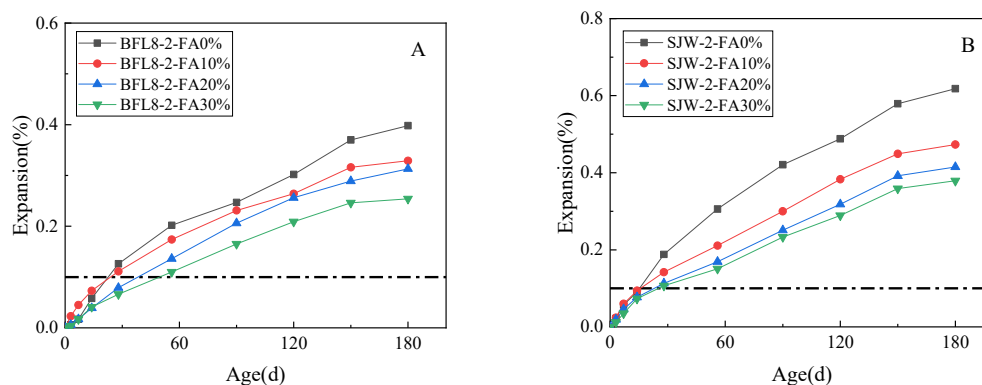 A
BFL8-2-FA0%
BFL8-2-FA10%
BFL8-2-FA20%
BFL8-2-FA30%
Expansion(%)
0.6
0.4
0.2
0.0
0 60 120 180
Age(d)
B
SJW-2-FA0%
SJW-2-FA10%
SJW-2-FA20%
SJW-2-FA30%
Expansion(%)
0.8
0.6
0.4
0.2
0.0
0 60 120 180
Age(d)